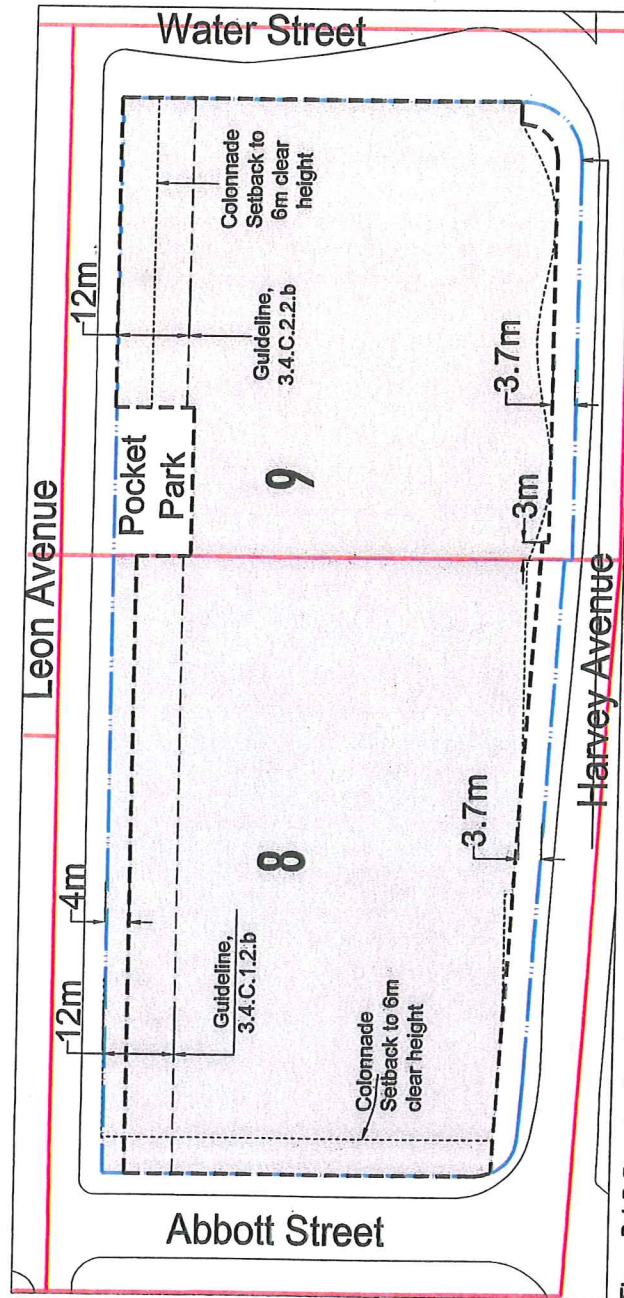 Leon Avenue
Water Street
Abbott Street
Harvey Avenue
12m
4m
12m
Pocket
Park
Colonnade
Setback to
6m clear
height
Guideline,
3.4.C.2.2.b
Guideline,
3.4.C.1.2.b
8
9
Colonnade
Setback to 6m
clear height
3.7m
3m
3.7m